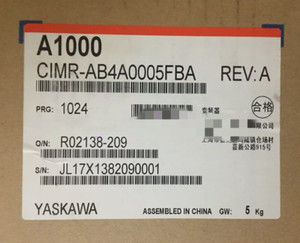 A1000
CIMR-AB4A0005FBA REV: A
PRG: 1024
合格
O/N: R02138-209
S/N: JL17X1382090001
YASKAWA ASSEMBLED IN CHINA GW: 5 Kg